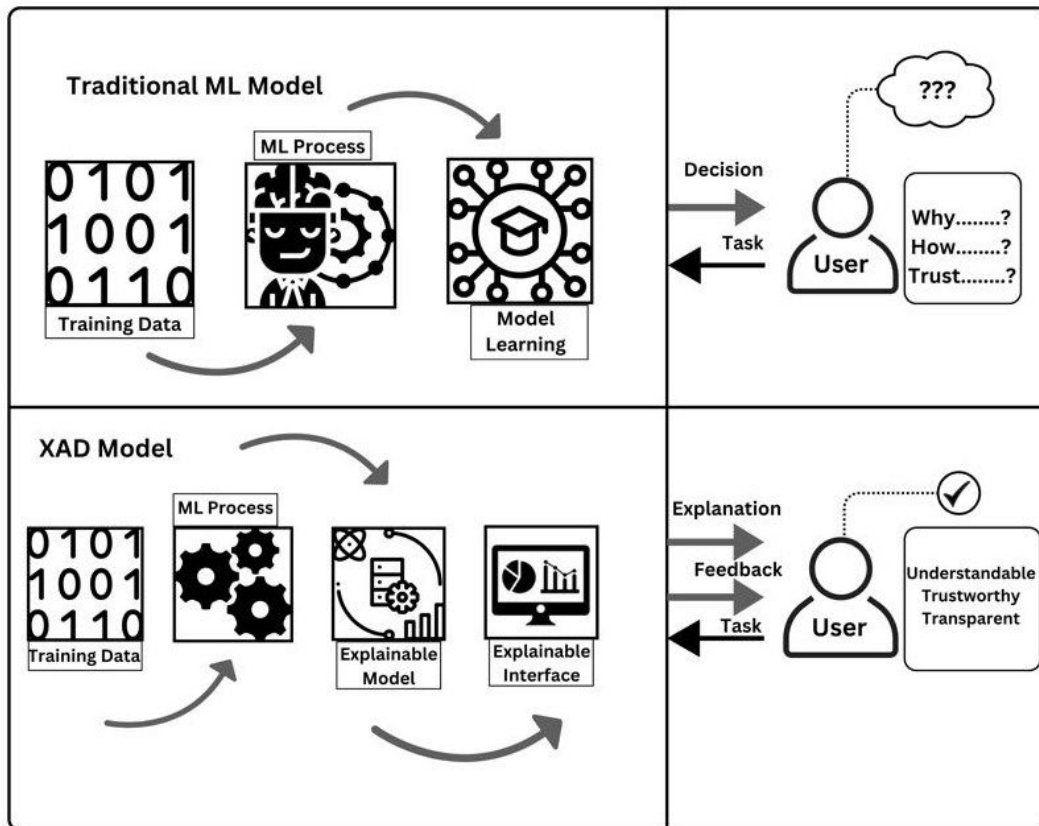 Traditional ML Model
ML Process
0101
1001
0110
Training Data
Model
Learning
Decision
Task
???
User
Why........?
How........?
Trust........?
XAD Model
ML Process
0101
1001
0110
Training Data
Explainable
Model
Explainable
Interface
Explanation
Feedback
Task
User
Understandable
Trustworthy
Transparent